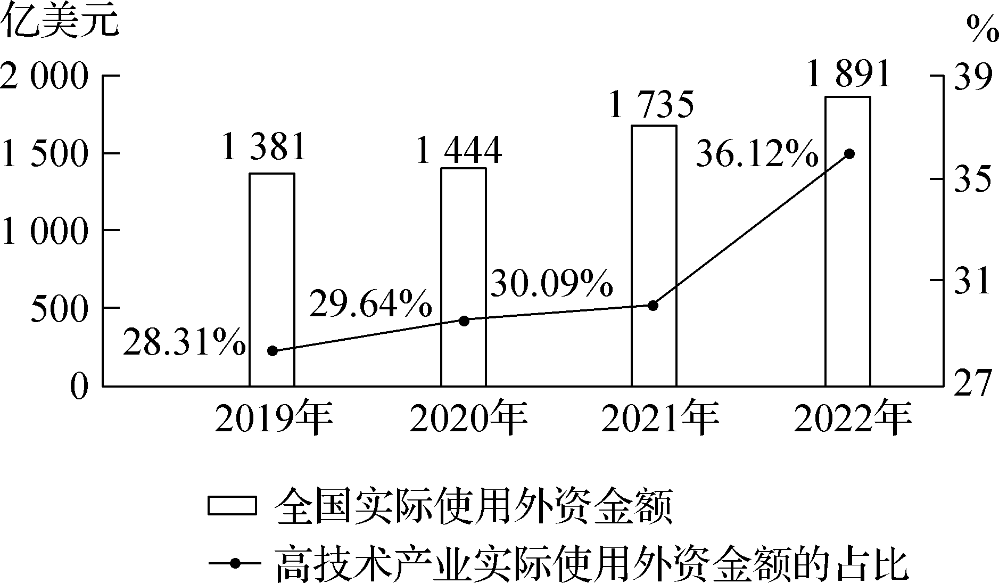 亿美元 %
2 000 39
1 891
1 735
1 500 1 381 1 444 36.12%
35
1 000
31
30.09%
500 29.64%
28.31%
0 27
2019年 2020年 2021年 2022年
全国实际使用外资金额
高技术产业实际使用外资金额的占比